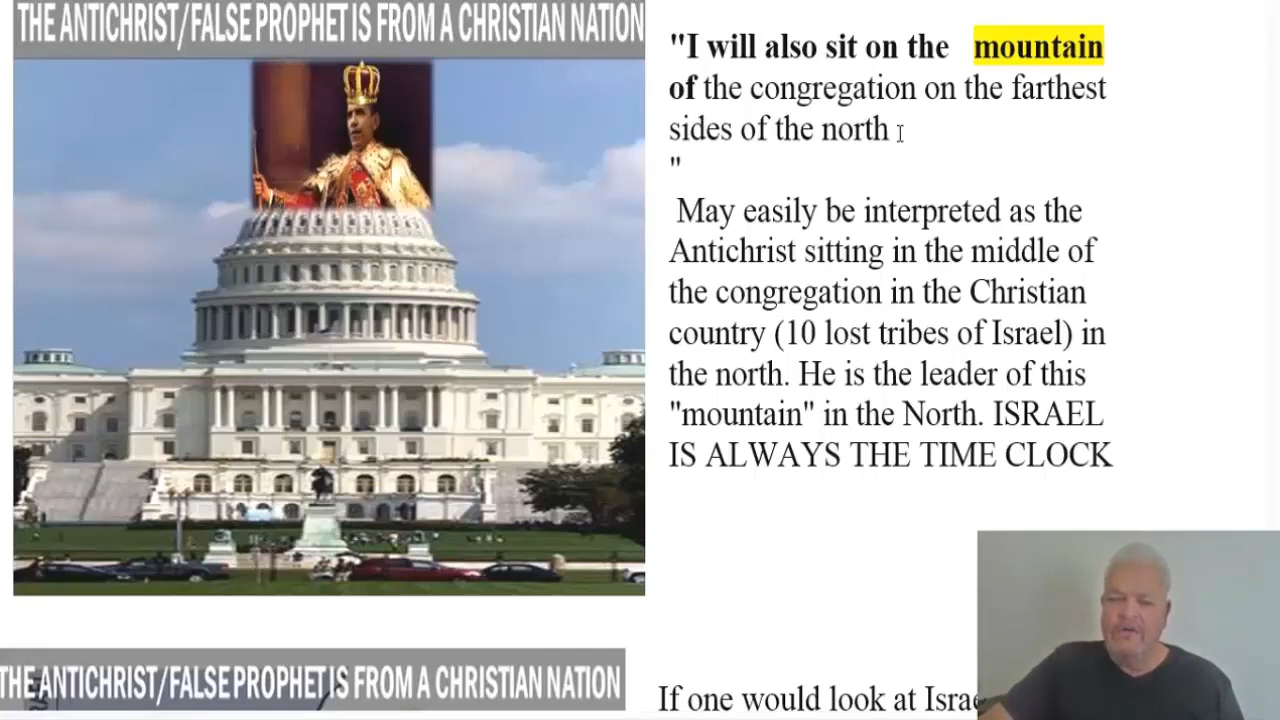 THE ANTICHRIST/FALSE PROPHET IS FROM A CHRISTIAN NATION
"I will also sit on the mountain
of the congregation on the farthest
sides of the north
"
May easily be interpreted as the
Antichrist sitting in the middle of
the congregation in the Christian
country (10 lost tribes of Israel) in
the north. He is the leader of this
"mountain" in the North. ISRAEL
IS ALWAYS THE TIME CLOCK
THE ANTICHRIST/FALSE PROPHET IS FROM A CHRISTIAN NATION
If one would look at Israe